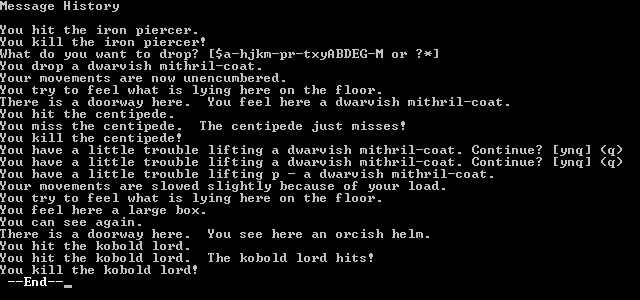 Message History
You hit the iron piercer.
You kill the iron piercer!
What do you want to drop? [$a-hjkm-pr-txyABDEG-M or ?*]
You drop a dwarvish mithril-coat.
Your movements are now unencumbered.
You try to feel what is lying here on the floor.
There is a doorway here.  You feel here a dwarvish mithril-coat.
You hit the centipede.
You miss the centipede.  The centipede just misses!
You kill the centipede!
You have a little trouble lifting a dwarvish mithril-coat. Continue? [ynq] (q)
You have a little trouble lifting a dwarvish mithril-coat. Continue? [ynq] (q)
You have a little trouble lifting p - a dwarvish mithril-coat.
Your movements are slowed slightly because of your load.
You try to feel what is lying here on the floor.
You feel here a large box.
You can see again.
There is a doorway here.  You see here an orcish helm.
You hit the kobold lord.
You hit the kobold lord.  The kobold lord hits!
You kill the kobold lord!
--End--